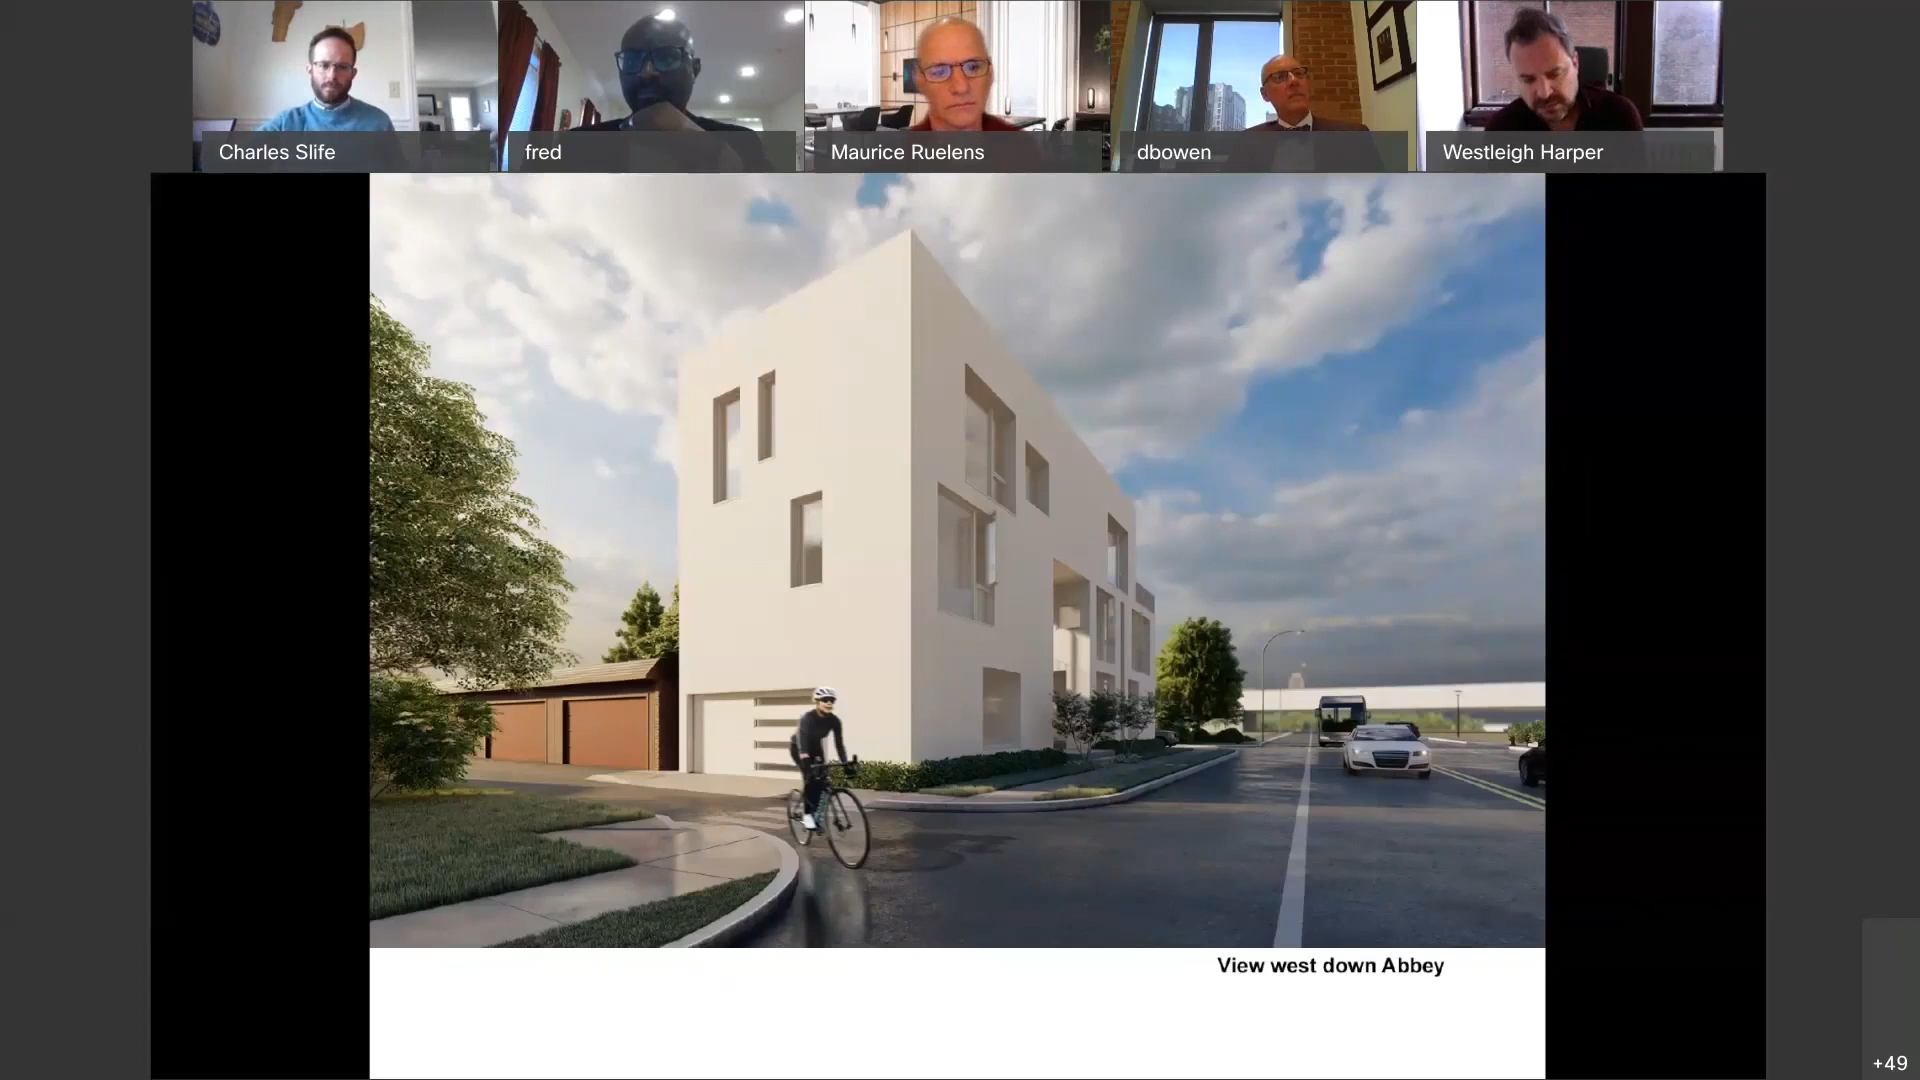 Charles Slife
fred
Maurice Ruelens
dbowen
Westleigh Harper
View west down Abbey
+49